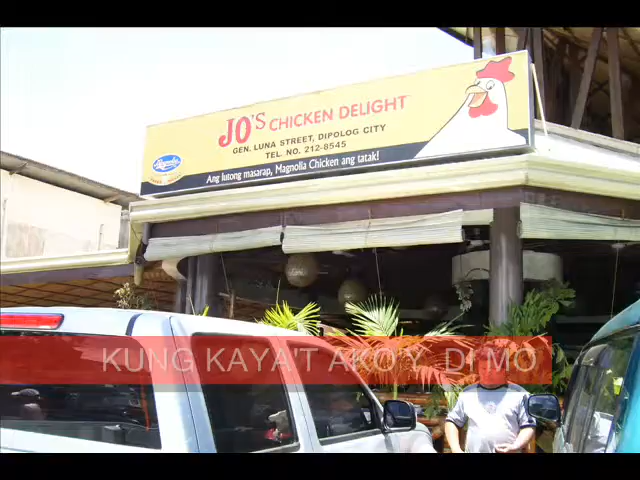 JO'S CHICKEN DELIGHT
GEN. LUNA STREET, DIPOLOG CITY
TEL. NO. 212-8545
Magnolia
Ang lutong masarap, Magnolia Chicken ang tatak!
KUNG KAYA'T AKO'Y DI MO